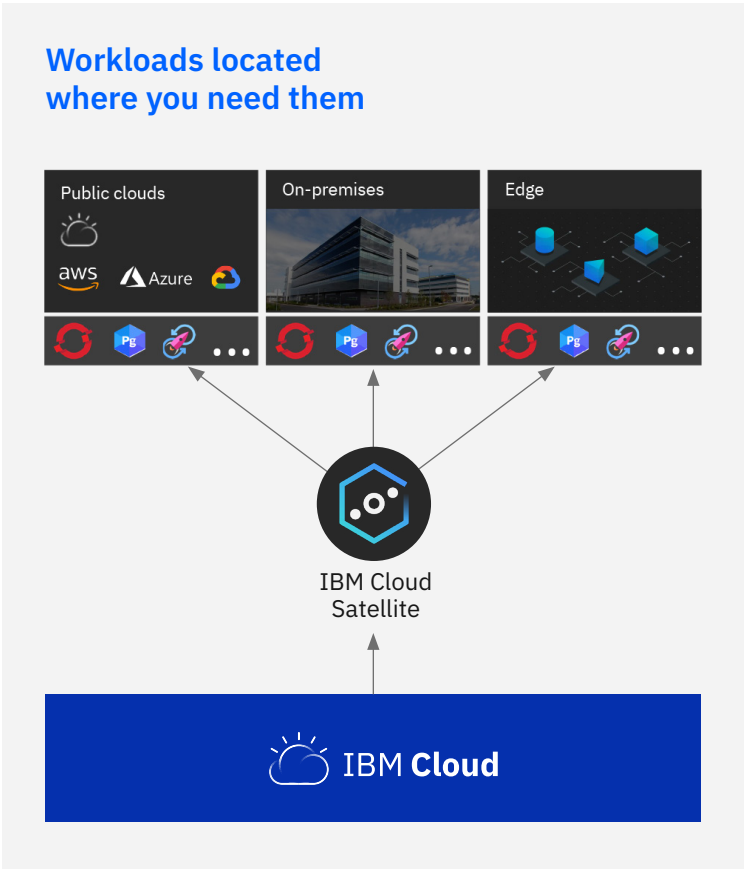 Workloads located
where you need them
Public clouds
On-premises
Edge
aws
Azure
Pg
Pg
Pg
IBM Cloud
Satellite
IBM Cloud